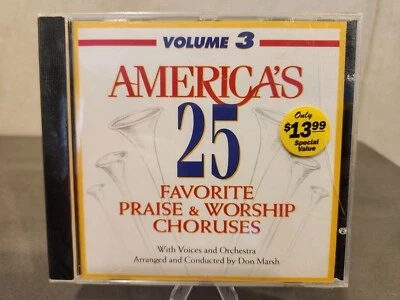 VOLUME 3
AMERICA'S
25
FAVORITE
PRAISE & WORSHIP
CHORUSES
With Voices and Orchestra
Arranged and Conducted by Don Marsh
Only
$13.99
Special
Value